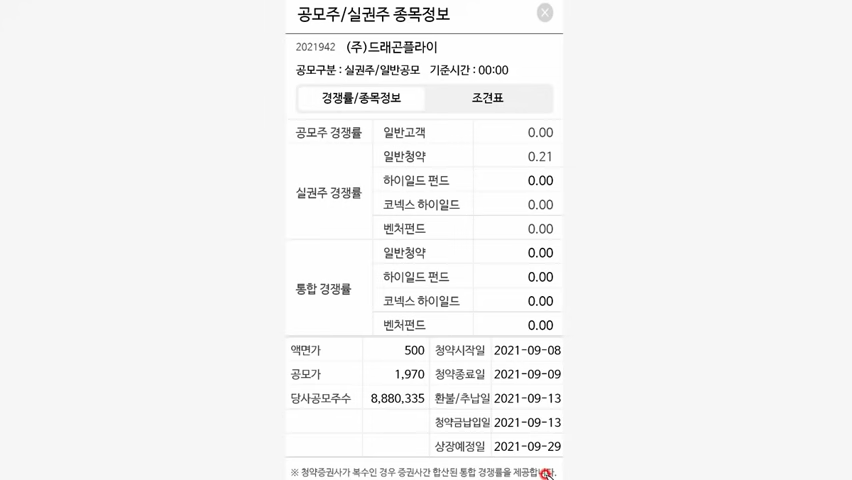 공모주/실권주 종목정보
2021942 (주)드래곤플라이
공모구분 : 실권주/일반공모 기준시간 : 00:00
경쟁률/종목정보 조견표
공모주 경쟁률 일반고객 0.00
일반청약 0.21
하이일드 펀드 0.00
실권주 경쟁률
코넥스 하이일드 0.00
벤처펀드 0.00
일반청약 0.00
하이일드 펀드 0.00
통합 경쟁률
코넥스 하이일드 0.00
벤처펀드 0.00
액면가 500 청약시작일 2021-09-08
공모가 1,970 청약종료일 2021-09-09
당사공모주수 8,880,335 환불/추납일 2021-09-13
청약금납입일 2021-09-13
상장예정일 2021-09-29
※ 청약증권사가 복수인 경우 증권사간 합산된 통합 경쟁률을 제공합니다.